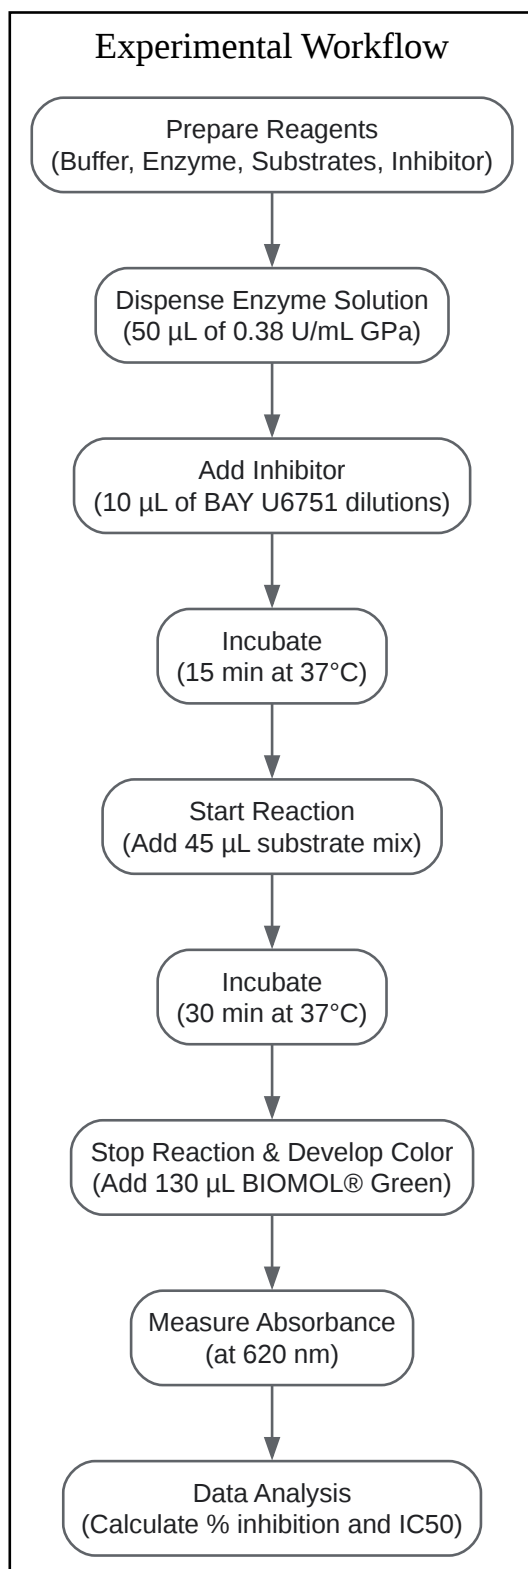 Experimental Workflow
Prepare Reagents
(Buffer, Enzyme, Substrates, Inhibitor)
Dispense Enzyme Solution
(50 µL of 0.38 U/mL GPa)
Add Inhibitor
(10 µL of BAY U6751 dilutions)
Incubate
(15 min at 37°C)
Start Reaction
(Add 45 µL substrate mix)
Incubate
(30 min at 37°C)
Stop Reaction & Develop Color
(Add 130 µL BIOMOL® Green)
Measure Absorbance
(at 620 nm)
Data Analysis
(Calculate % inhibition and IC50)